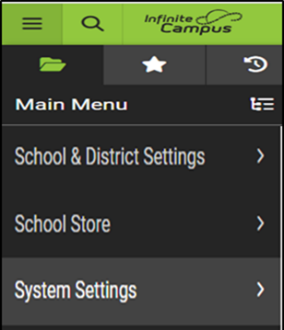 Infinite
Campus
Main Menu
School & District Settings
School Store
System Settings